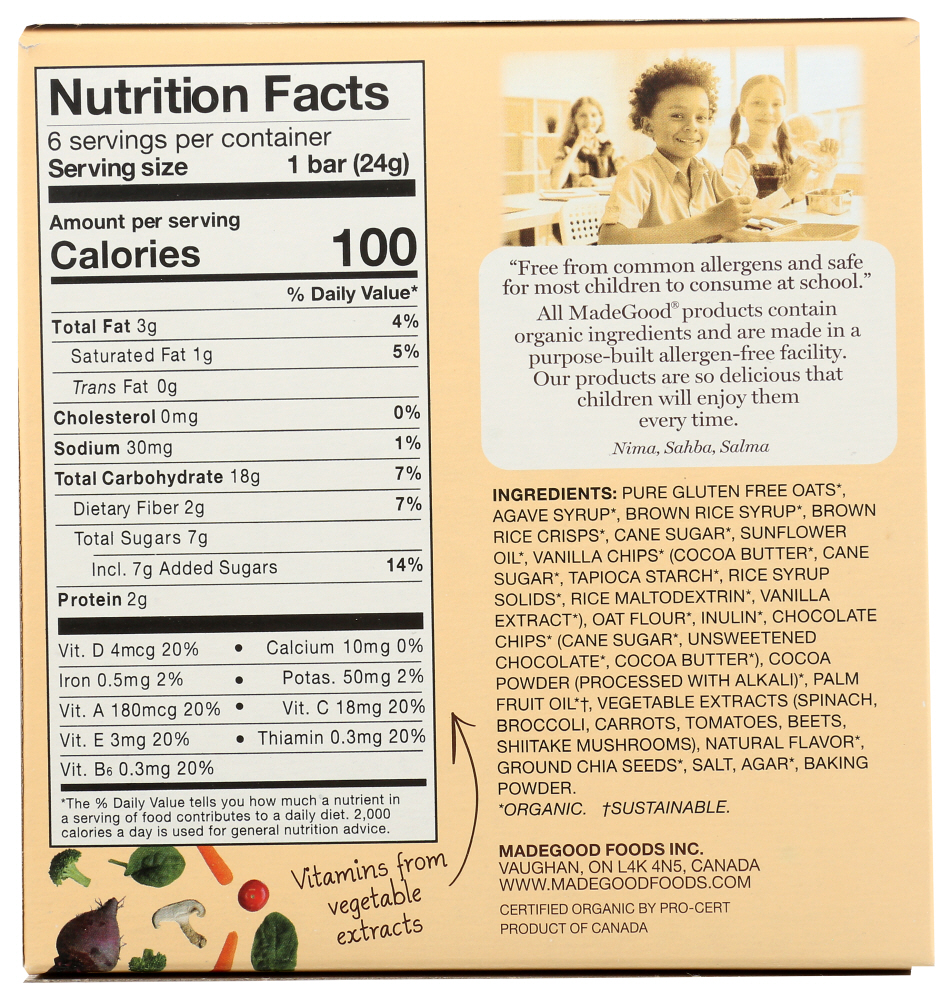 Nutrition Facts
6 servings per container
Serving size 1 bar (24g)
Amount per serving
Calories 100
% Daily Value*
Total Fat 3g 4%
Saturated Fat 1g 5%
Trans Fat 0g
Cholesterol 0mg 0%
Sodium 30mg 1%
Total Carbohydrate 18g 7%
Dietary Fiber 2g 7%
Total Sugars 7g
Incl. 7g Added Sugars 14%
Protein 2g
Vit. D 4mcg 20% • Calcium 10mg 0%
Iron 0.5mg 2% • Potas. 50mg 2%
Vit. A 180mcg 20% • Vit. C 18mg 20%
Vit. E 3mg 20% • Thiamin 0.3mg 20%
Vit. B6 0.3mg 20%
*The % Daily Value tells you how much a nutrient in
a serving of food contributes to a daily diet. 2,000
calories a day is used for general nutrition advice.
Vitamins from
vegetable
extracts
“Free from common allergens and safe
for most children to consume at school.”
All MadeGood® products contain
organic ingredients and are made in a
purpose-built allergen-free facility.
Our products are so delicious that
children will enjoy them
every time.
Nima, Sahba, Salma
INGREDIENTS: PURE GLUTEN FREE OATS*,
AGAVE SYRUP*, BROWN RICE SYRUP*, BROWN
RICE CRISPS*, CANE SUGAR*, SUNFLOWER
OIL*, VANILLA CHIPS* (COCOA BUTTER*, CANE
SUGAR*, TAPIOCA STARCH*, RICE SYRUP
SOLIDS*, RICE MALTODEXTRIN*, VANILLA
EXTRACT*), OAT FLOUR*, INULIN*, CHOCOLATE
CHIPS* (CANE SUGAR*, UNSWEETENED
CHOCOLATE*, COCOA BUTTER*), COCOA
POWDER (PROCESSED WITH ALKALI)*, PALM
FRUIT OIL*†, VEGETABLE EXTRACTS (SPINACH,
BROCCOLI, CARROTS, TOMATOES, BEETS,
SHIITAKE MUSHROOMS), NATURAL FLAVOR*,
GROUND CHIA SEEDS*, SALT, AGAR*, BAKING
POWDER.
*ORGANIC. †SUSTAINABLE.
MADEGOOD FOODS INC.
VAUGHAN, ON L4K 4N5, CANADA
WWW.MADEGOODFOODS.COM
CERTIFIED ORGANIC BY PRO-CERT
PRODUCT OF CANADA